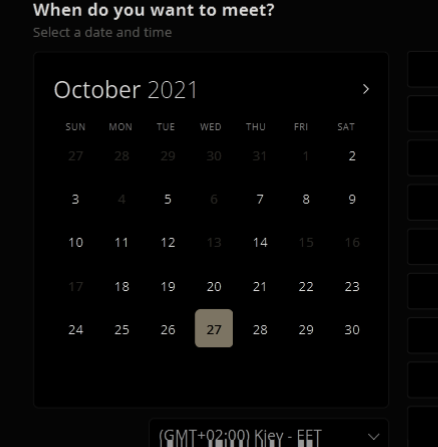 When do you want to meet?
Select a date and time
October 2021
SUN MON TUE WED THU FRI SAT
27 28 29 30 31 1 2
3 4 5 6 7 8 9
10 11 12 13 14 15 16
17 18 19 20 21 22 23
24 25 26 27 28 29 30
(GMT+02:00) Kiev - EET